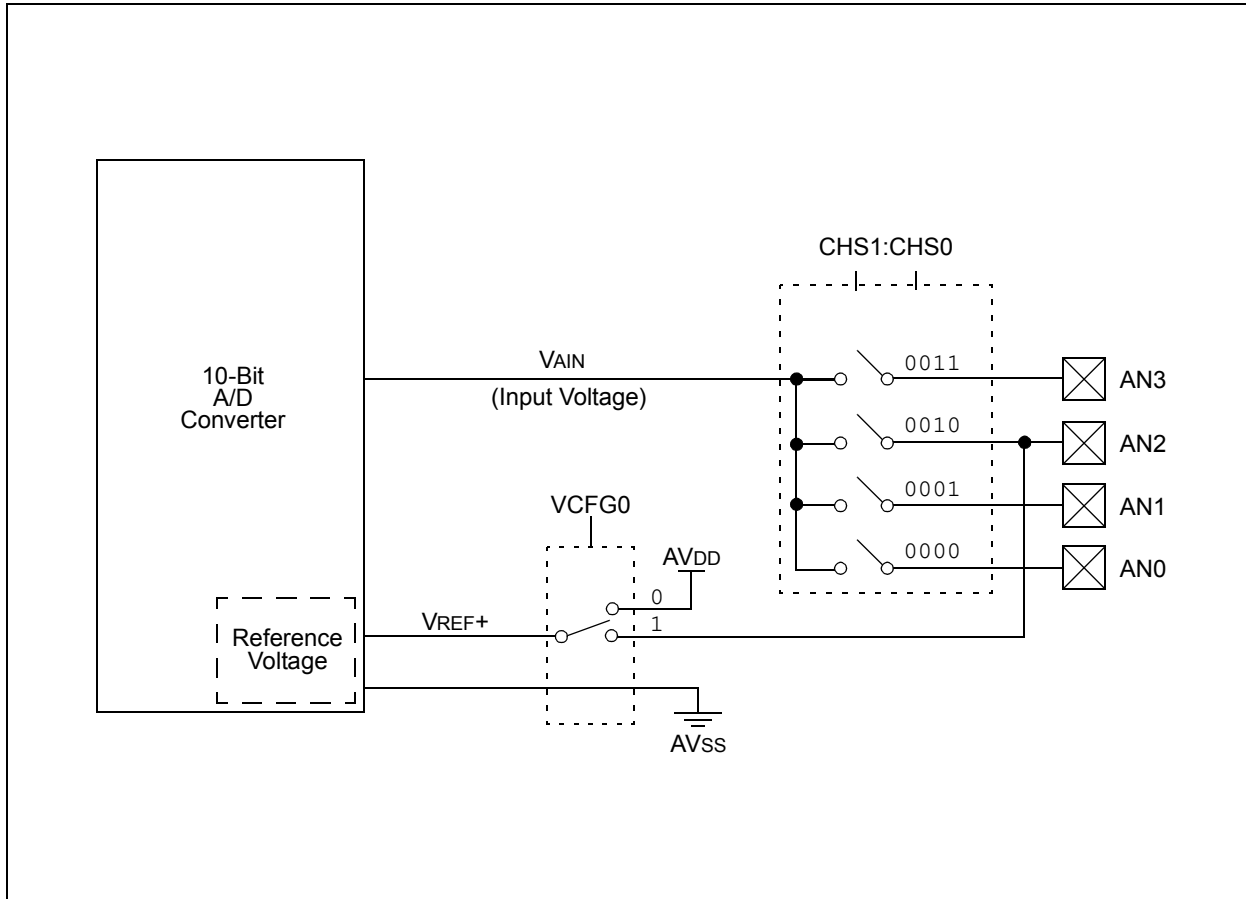 CHS1:CHS0
10-Bit
A/D
Converter
VAIN
(Input Voltage)
0011
AN3
0010
AN2
0001
AN1
0000
AN0
VCFG0
AVDD
0
1
VREF+
Reference
Voltage
AVSS